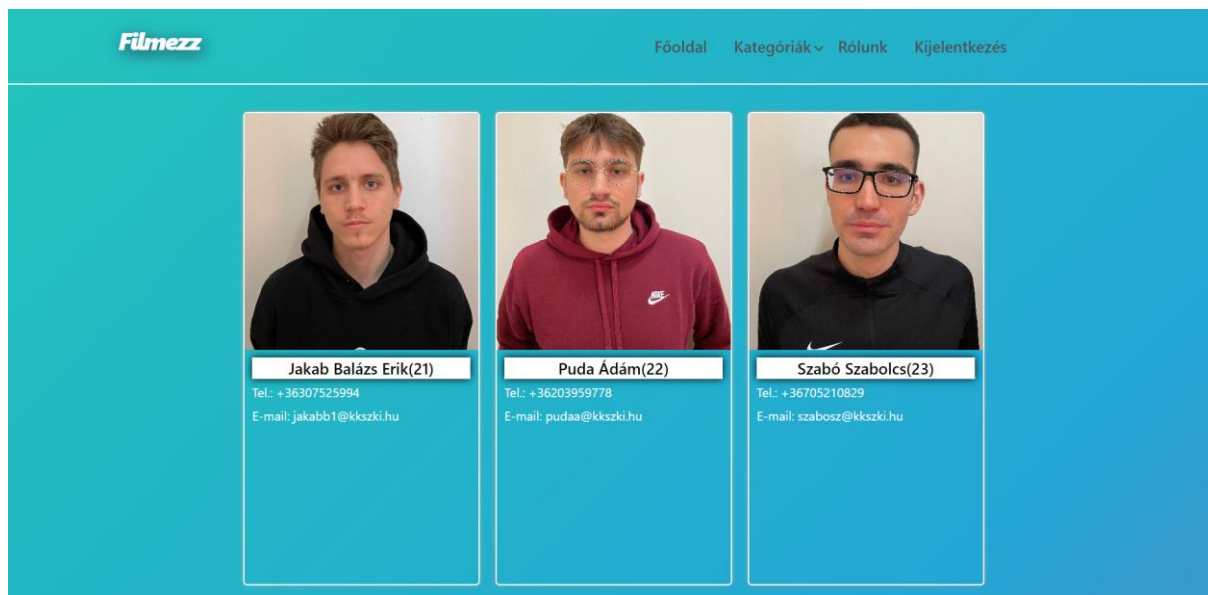 Filmezz
Főoldal Kategóriák Rólunk Kijelentkezés
NIKE
Jakab Balázs Erik(21)
Puda Ádám(22)
Szabó Szabolcs(23)
Tel.: +36307525994
Tel.: +36203959778
Tel.: +36705210829
E-mail: jakabb1@kkszki.hu
E-mail: pudaa@kkszki.hu
E-mail: szabosz@kkszki.hu